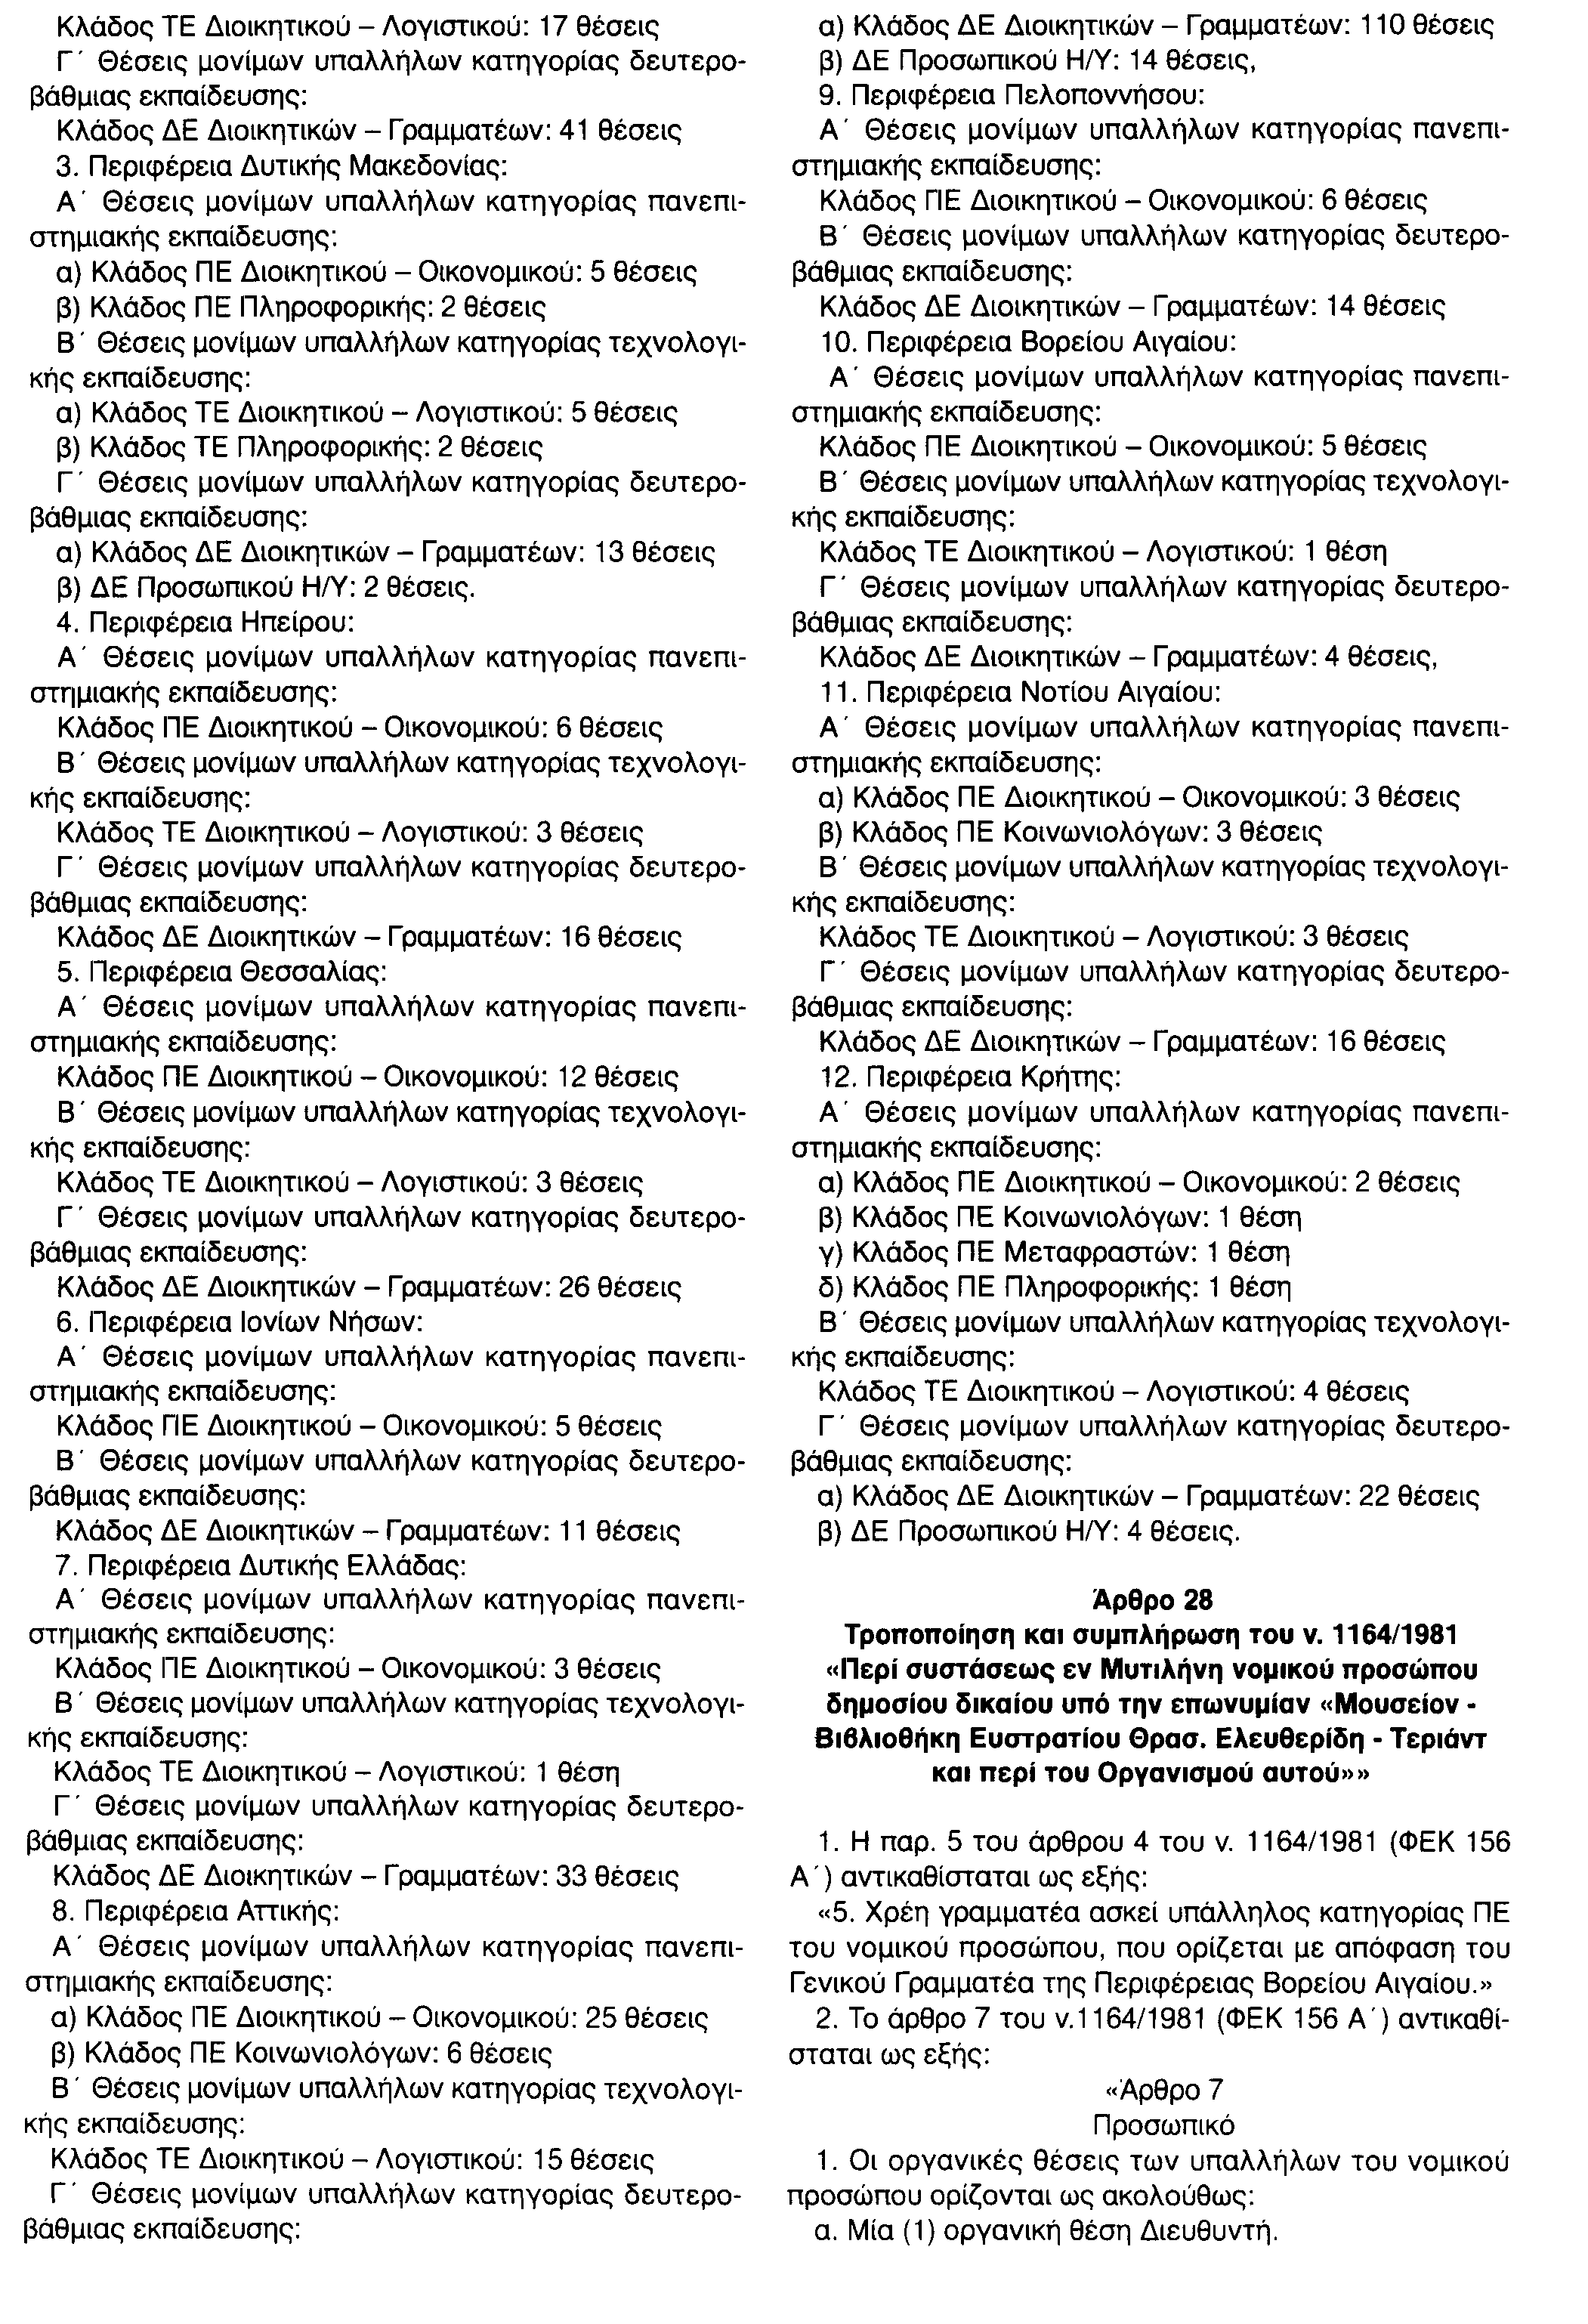 Κλάδος ΤΕ Διοικητικού – Λογιστικού: 17 θέσεις
Γ΄ Θέσεις μονίμων υπαλλήλων κατηγορίας δευτερο-
βάθμιας εκπαίδευσης:
Κλάδος ΔΕ Διοικητικών – Γραμματέων: 41 θέσεις
3. Περιφέρεια Δυτικής Μακεδονίας:
Α΄ Θέσεις μονίμων υπαλλήλων κατηγορίας πανεπι-
στημιακής εκπαίδευσης:
α) Κλάδος ΠΕ Διοικητικού – Οικονομικού: 5 θέσεις
β) Κλάδος ΠΕ Πληροφορικής: 2 θέσεις
Β΄ Θέσεις μονίμων υπαλλήλων κατηγορίας τεχνολογι-
κής εκπαίδευσης:
α) Κλάδος ΤΕ Διοικητικού – Λογιστικού: 5 θέσεις
β) Κλάδος ΤΕ Πληροφορικής: 2 θέσεις
Γ΄ Θέσεις μονίμων υπαλλήλων κατηγορίας δευτερο-
βάθμιας εκπαίδευσης:
α) Κλάδος ΔΕ Διοικητικών – Γραμματέων: 13 θέσεις
β) ΔΕ Προσωπικού Η/Υ: 2 θέσεις.
4. Περιφέρεια Ηπείρου:
Α΄ Θέσεις μονίμων υπαλλήλων κατηγορίας πανεπι-
στημιακής εκπαίδευσης:
Κλάδος ΠΕ Διοικητικού – Οικονομικού: 6 θέσεις
Β΄ Θέσεις μονίμων υπαλλήλων κατηγορίας τεχνολογι-
κής εκπαίδευσης:
Κλάδος ΤΕ Διοικητικού – Λογιστικού: 3 θέσεις
Γ΄ Θέσεις μονίμων υπαλλήλων κατηγορίας δευτερο-
βάθμιας εκπαίδευσης:
Κλάδος ΔΕ Διοικητικών – Γραμματέων: 16 θέσεις
5. Περιφέρεια Θεσσαλίας:
Α΄ Θέσεις μονίμων υπαλλήλων κατηγορίας πανεπι-
στημιακής εκπαίδευσης:
Κλάδος ΠΕ Διοικητικού – Οικονομικού: 12 θέσεις
Β΄ Θέσεις μονίμων υπαλλήλων κατηγορίας τεχνολογι-
κής εκπαίδευσης:
Κλάδος ΤΕ Διοικητικού – Λογιστικού: 3 θέσεις
Γ΄ Θέσεις μονίμων υπαλλήλων κατηγορίας δευτερο-
βάθμιας εκπαίδευσης:
Κλάδος ΔΕ Διοικητικών – Γραμματέων: 26 θέσεις
6. Περιφέρεια Ιονίων Νήσων:
Α΄ Θέσεις μονίμων υπαλλήλων κατηγορίας πανεπι-
στημιακής εκπαίδευσης:
Κλάδος ΠΕ Διοικητικού – Οικονομικού: 5 θέσεις
Β΄ Θέσεις μονίμων υπαλλήλων κατηγορίας δευτερο-
βάθμιας εκπαίδευσης:
Κλάδος ΔΕ Διοικητικών – Γραμματέων: 11 θέσεις
7. Περιφέρεια Δυτικής Ελλάδας:
Α΄ Θέσεις μονίμων υπαλλήλων κατηγορίας πανεπι-
στημιακής εκπαίδευσης:
Κλάδος ΠΕ Διοικητικού – Οικονομικού: 3 θέσεις
Β΄ Θέσεις μονίμων υπαλλήλων κατηγορίας τεχνολογι-
κής εκπαίδευσης:
Κλάδος ΤΕ Διοικητικού – Λογιστικού: 1 θέση
Γ΄ Θέσεις μονίμων υπαλλήλων κατηγορίας δευτερο-
βάθμιας εκπαίδευσης:
Κλάδος ΔΕ Διοικητικών – Γραμματέων: 33 θέσεις
8. Περιφέρεια Αττικής:
Α΄ Θέσεις μονίμων υπαλλήλων κατηγορίας πανεπι-
στημιακής εκπαίδευσης:
α) Κλάδος ΠΕ Διοικητικού – Οικονομικού: 25 θέσεις
β) Κλάδος ΠΕ Κοινωνιολόγων: 6 θέσεις
Β΄ Θέσεις μονίμων υπαλλήλων κατηγορίας τεχνολογι-
κής εκπαίδευσης:
Κλάδος ΤΕ Διοικητικού – Λογιστικού: 15 θέσεις
Γ΄ Θέσεις μονίμων υπαλλήλων κατηγορίας δευτερο-
βάθμιας εκπαίδευσης:
α) Κλάδος ΔΕ Διοικητικών – Γραμματέων: 110 θέσεις
β) ΔΕ Προσωπικού Η/Υ: 14 θέσεις,
9. Περιφέρεια Πελοποννήσου:
Α΄ Θέσεις μονίμων υπαλλήλων κατηγορίας πανεπι-
στημιακής εκπαίδευσης:
Κλάδος ΠΕ Διοικητικού – Οικονομικού: 6 θέσεις
Β΄ Θέσεις μονίμων υπαλλήλων κατηγορίας δευτερο-
βάθμιας εκπαίδευσης:
Κλάδος ΔΕ Διοικητικών – Γραμματέων: 14 θέσεις
10. Περιφέρεια Βορείου Αιγαίου:
Α΄ Θέσεις μονίμων υπαλλήλων κατηγορίας πανεπι-
στημιακής εκπαίδευσης:
Κλάδος ΠΕ Διοικητικού – Οικονομικού: 5 θέσεις
Β΄ Θέσεις μονίμων υπαλλήλων κατηγορίας τεχνολογι-
κής εκπαίδευσης:
Κλάδος ΤΕ Διοικητικού – Λογιστικού: 1 θέση
Γ΄ Θέσεις μονίμων υπαλλήλων κατηγορίας δευτερο-
βάθμιας εκπαίδευσης:
Κλάδος ΔΕ Διοικητικών – Γραμματέων: 4 θέσεις,
11. Περιφέρεια Νοτίου Αιγαίου:
Α΄ Θέσεις μονίμων υπαλλήλων κατηγορίας πανεπι-
στημιακής εκπαίδευσης:
α) Κλάδος ΠΕ Διοικητικού – Οικονομικού: 3 θέσεις
β) Κλάδος ΠΕ Κοινωνιολόγων: 3 θέσεις
Β΄ Θέσεις μονίμων υπαλλήλων κατηγορίας τεχνολογι-
κής εκπαίδευσης:
Κλάδος ΤΕ Διοικητικού – Λογιστικού: 3 θέσεις
Γ΄ Θέσεις μονίμων υπαλλήλων κατηγορίας δευτερο-
βάθμιας εκπαίδευσης:
Κλάδος ΔΕ Διοικητικών – Γραμματέων: 16 θέσεις
12. Περιφέρεια Κρήτης:
Α΄ Θέσεις μονίμων υπαλλήλων κατηγορίας πανεπι-
στημιακής εκπαίδευσης:
α) Κλάδος ΠΕ Διοικητικού – Οικονομικού: 2 θέσεις
β) Κλάδος ΠΕ Κοινωνιολόγων: 1 θέση
γ) Κλάδος ΠΕ Μεταφραστών: 1 θέση
δ) Κλάδος ΠΕ Πληροφορικής: 1 θέση
Β΄ Θέσεις μονίμων υπαλλήλων κατηγορίας τεχνολογι-
κής εκπαίδευσης:
Κλάδος ΤΕ Διοικητικού – Λογιστικού: 4 θέσεις
Γ΄ Θέσεις μονίμων υπαλλήλων κατηγορίας δευτερο-
βάθμιας εκπαίδευσης:
α) Κλάδος ΔΕ Διοικητικών – Γραμματέων: 22 θέσεις
β) ΔΕ Προσωπικού Η/Υ: 4 θέσεις.
Άρθρο 28
Τροποποίηση και συμπλήρωση του ν. 1164/1981
«Περί συστάσεως εν Μυτιλήνη νομικού προσώπου
δημοσίου δικαίου υπό την επωνυμίαν «Μουσείον -
Βιβλιοθήκη Ευστρατίου Θρασ. Ελευθερίδη - Τεριάντ
και περί του Οργανισμού αυτού»»
1. Η παρ. 5 του άρθρου 4 του ν. 1164/1981 (ΦΕΚ 156
Α΄) αντικαθίσταται ως εξής:
«5. Χρέη γραμματέα ασκεί υπάλληλος κατηγορίας ΠΕ
του νομικού προσώπου, που ορίζεται με απόφαση του
Γενικού Γραμματέα της Περιφέρειας Βορείου Αιγαίου.»
2. Το άρθρο 7 του ν.1164/1981 (ΦΕΚ 156 Α΄) αντικαθί-
σταται ως εξής:
«Άρθρο 7
Προσωπικό
1. Οι οργανικές θέσεις των υπαλλήλων του νομικού
προσώπου ορίζονται ως ακολούθως:
α. Μία (1) οργανική θέση Διευθυντή.